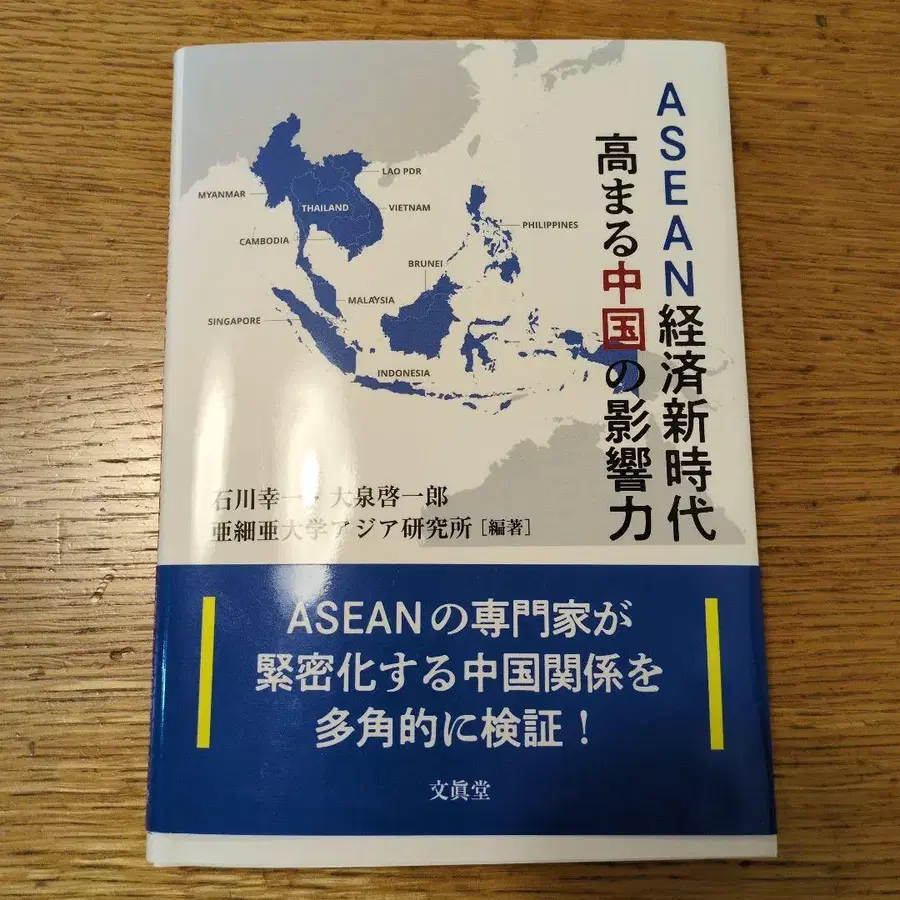 ASEAN経済新時代
高まる中国の影響力
LAO PDR
MYANMAR
THAILAND
VIETNAM
PHILIPPINES
CAMBODIA
BRUNEI
MALAYSIA
SINGAPORE
INDONESIA
石川幸一・大泉啓一郎
亜細亜大学アジア研究所[編著]
ASEANの専門家が
緊密化する中国関係を
多角的に検証!
文眞堂